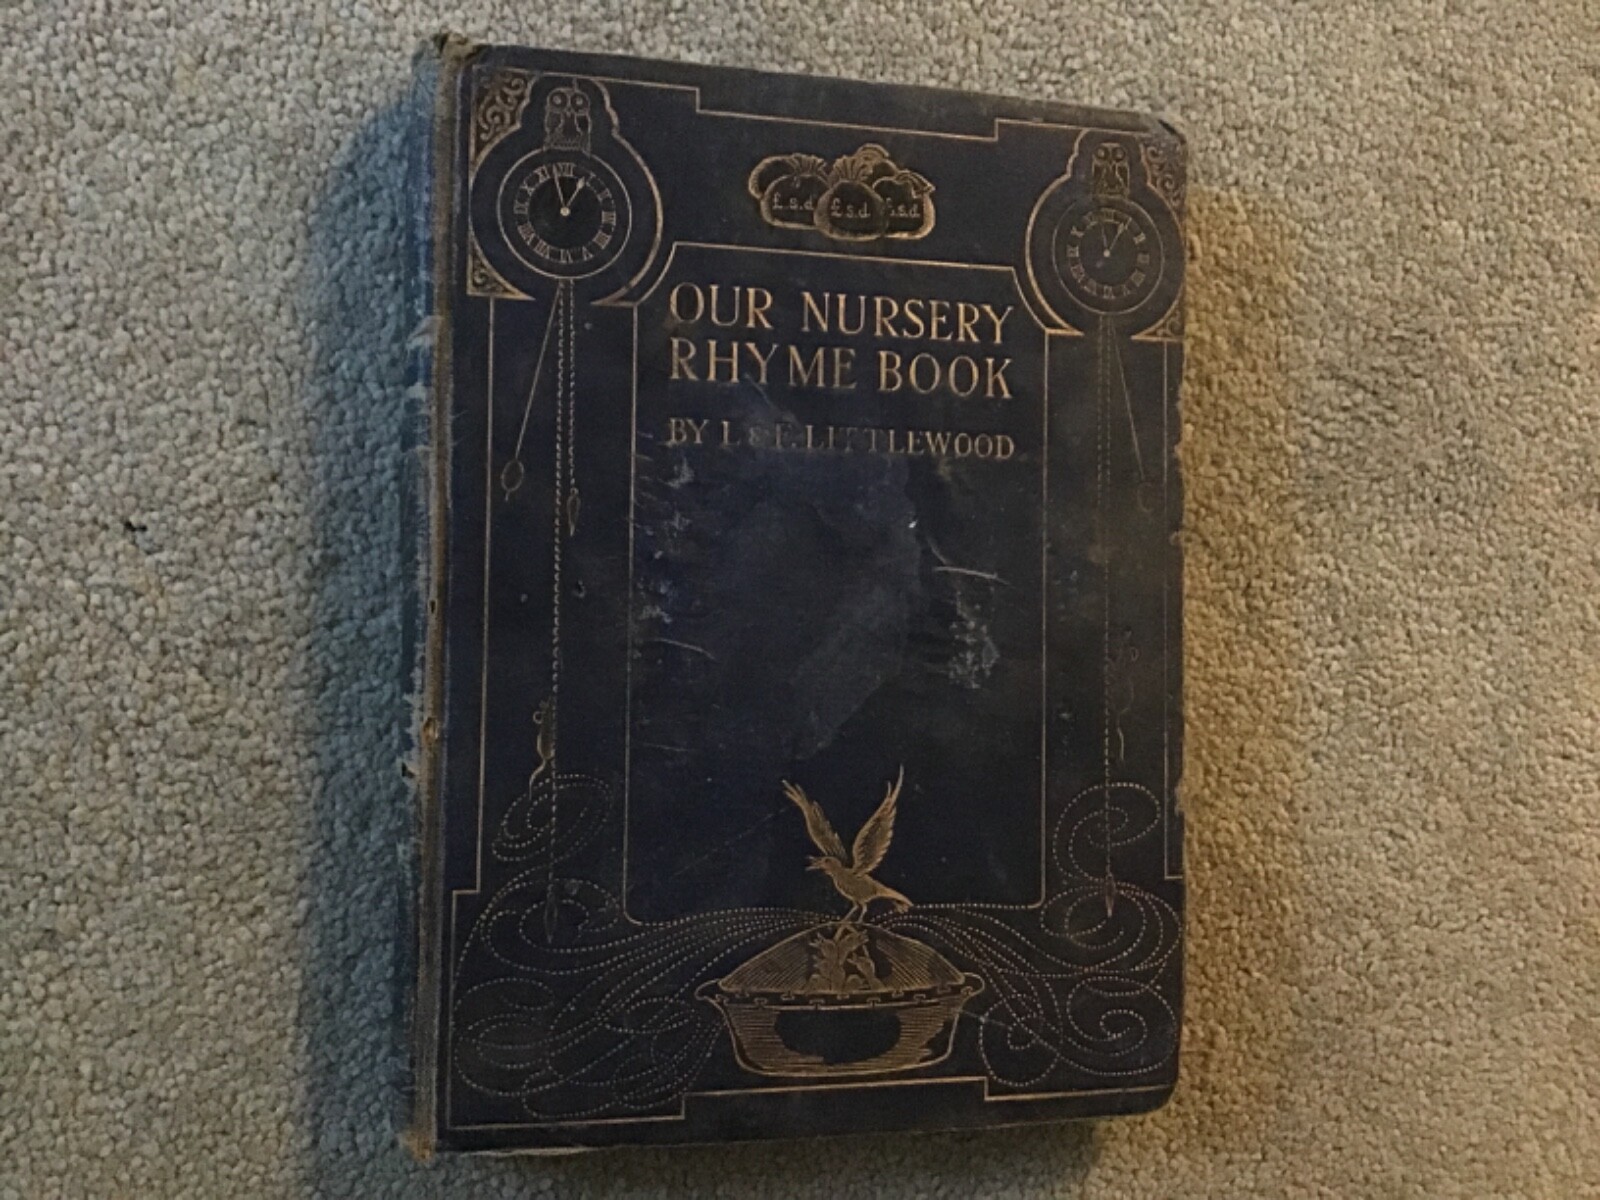 £.s.d £.s.d £.s.d
OUR NURSERY
RHYME BOOK
BY L & F. LITTLEWOOD